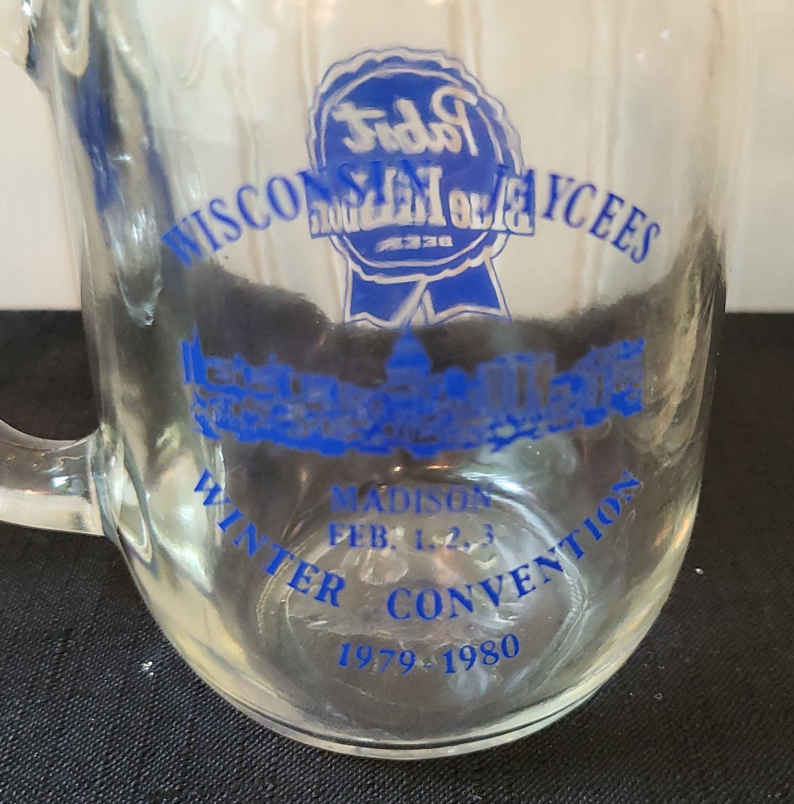 Pabst
Blue Ribbon
BEER
WISCONSIN JAYCEES
MADISON
FEB. 1, 2, 3
WINTER CONVENTION
1979-1980